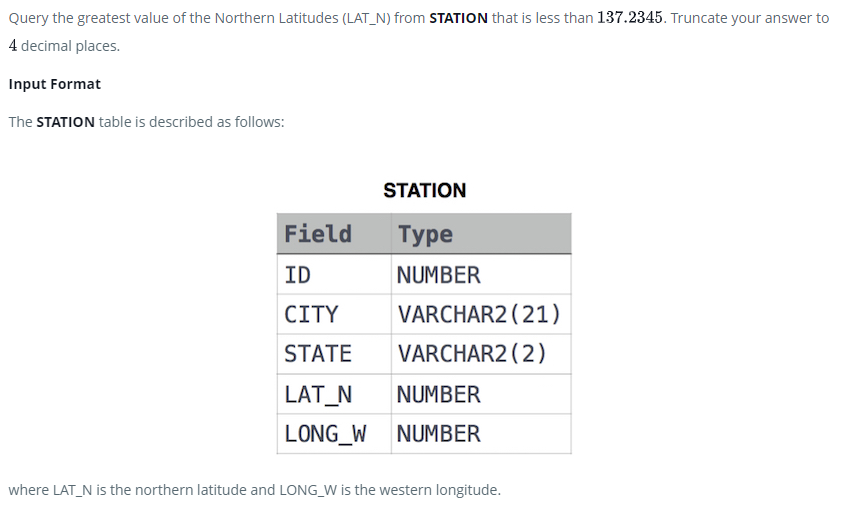 Query the greatest value of the Northern Latitudes (LAT_N) from STATION that is less than 137.2345. Truncate your answer to
4 decimal places.
Input Format
The STATION table is described as follows:
STATION
Field Type
ID NUMBER
CITY VARCHAR2(21)
STATE VARCHAR2(2)
LAT_N NUMBER
LONG_W NUMBER
where LAT_N is the northern latitude and LONG_W is the western longitude.